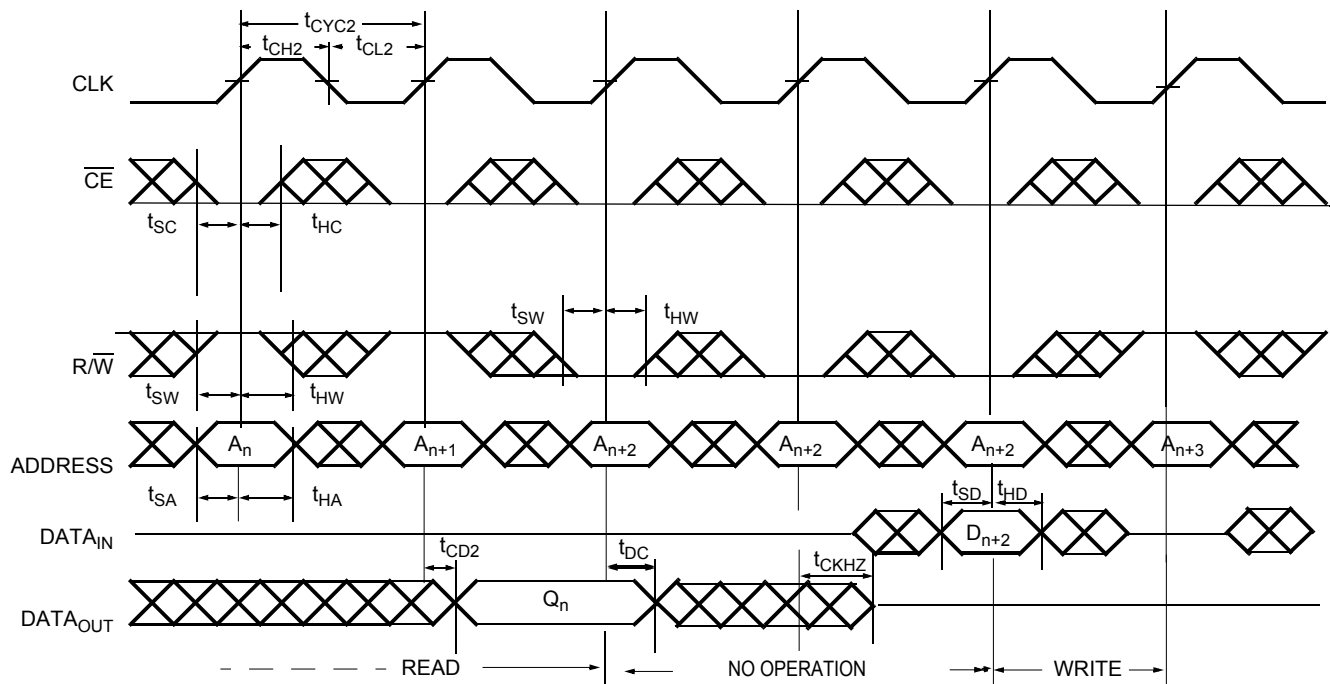 tCYC2
tCH2 tCL2
CLK
CE
tSC tHC
tSW tHW
R/W
tSW tHW
An An+1 An+2 An+2 An+2 An+3
ADDRESS
tSA tHA tSD tHD
DATAIN Dn+2
tCD2 tDC tCKHZ
DATAOUT Qn
READ NO OPERATION WRITE